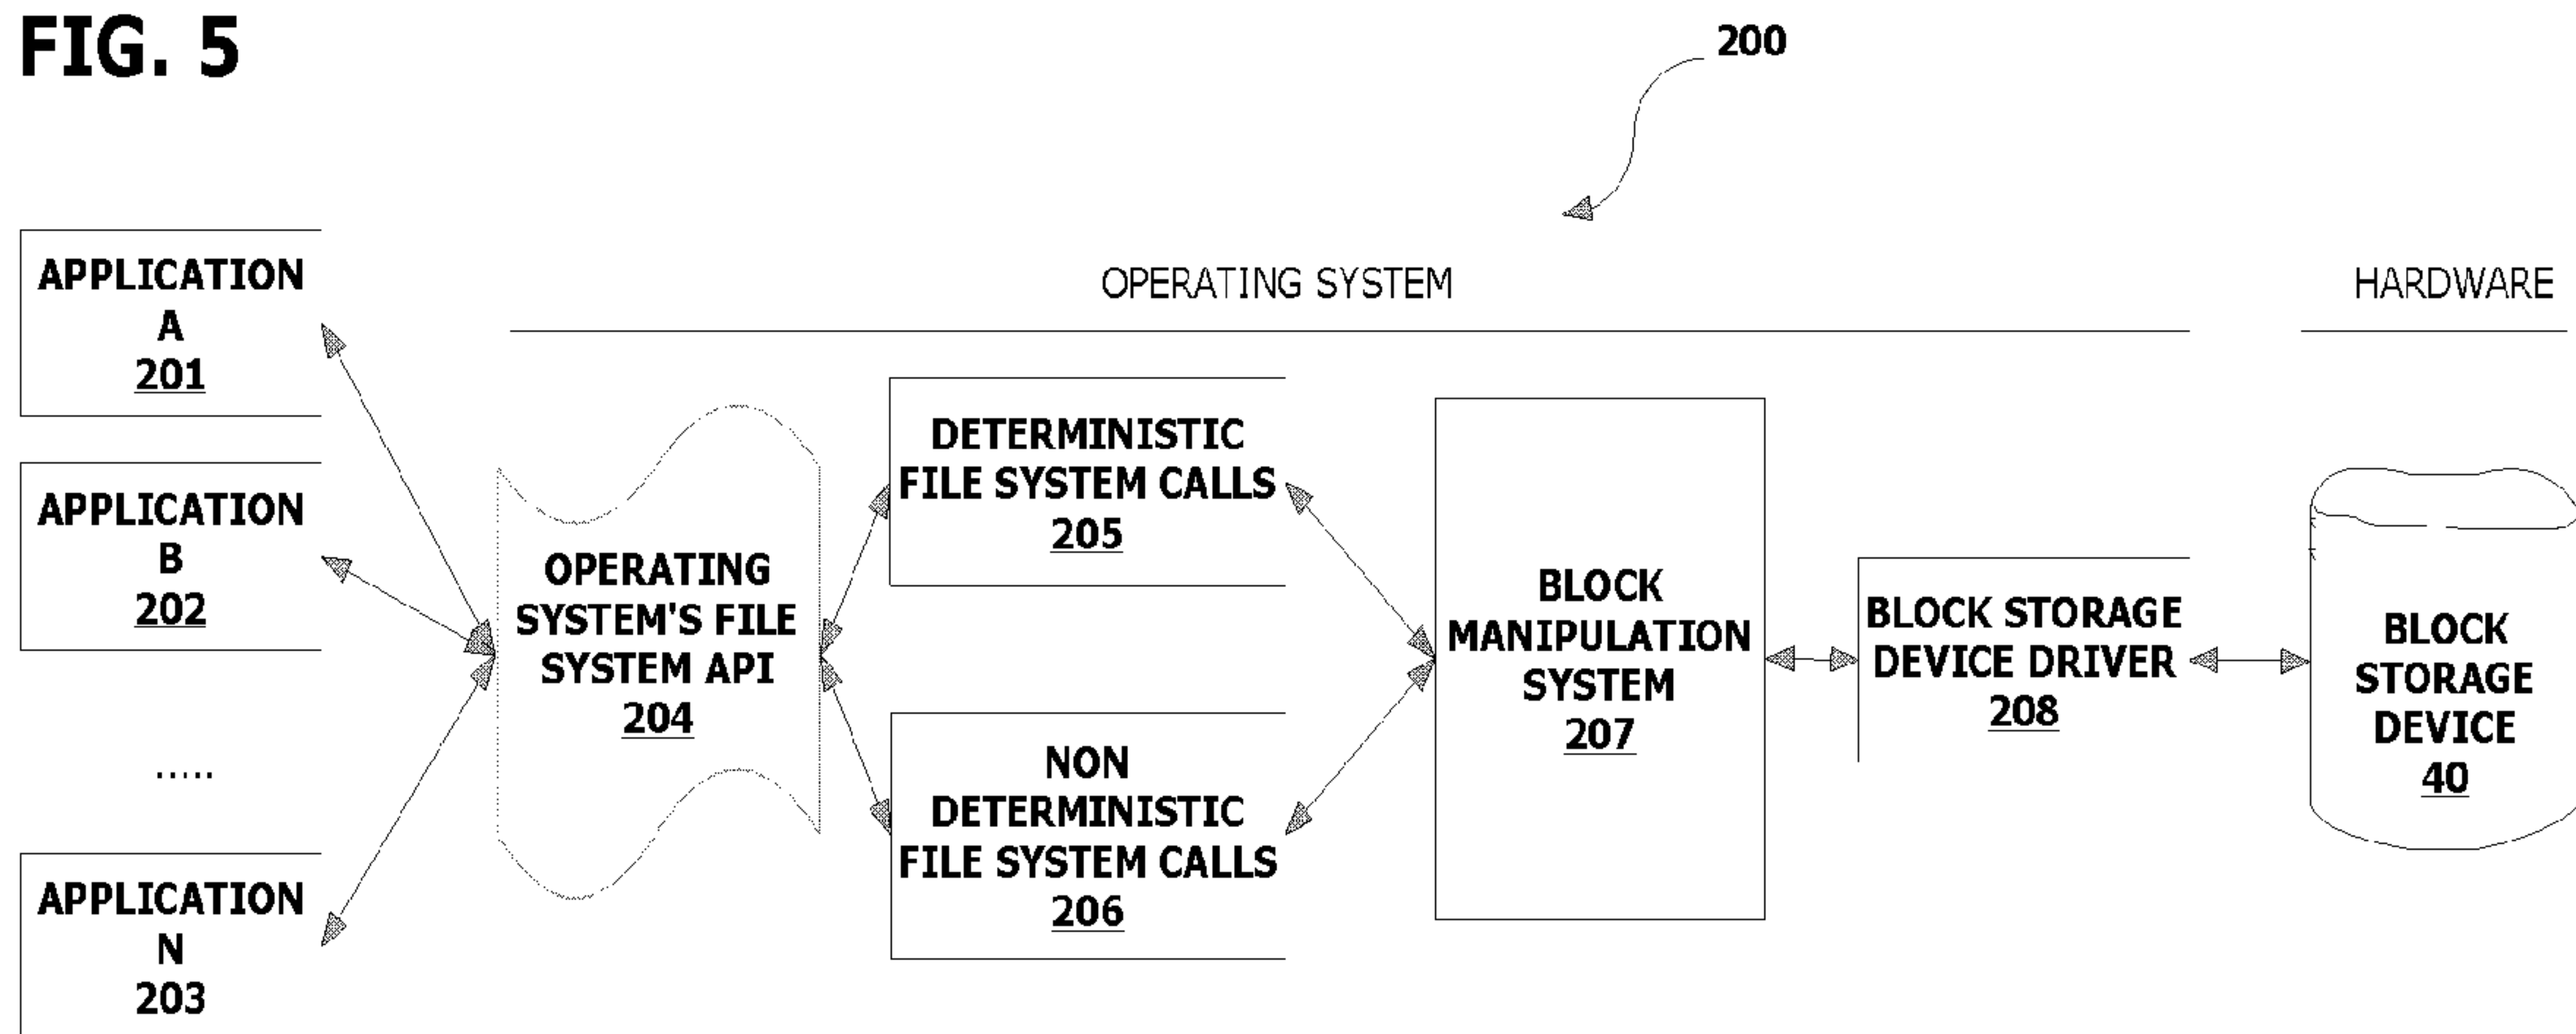 FIG. 5
200
OPERATING SYSTEM
HARDWARE
APPLICATION
A
201
APPLICATION
B
202
.....
APPLICATION
N
203
OPERATING
SYSTEM'S FILE
SYSTEM API
204
DETERMINISTIC
FILE SYSTEM CALLS
205
NON
DETERMINISTIC
FILE SYSTEM CALLS
206
BLOCK
MANIPULATION
SYSTEM
207
BLOCK STORAGE
DEVICE DRIVER
208
BLOCK
STORAGE
DEVICE
40